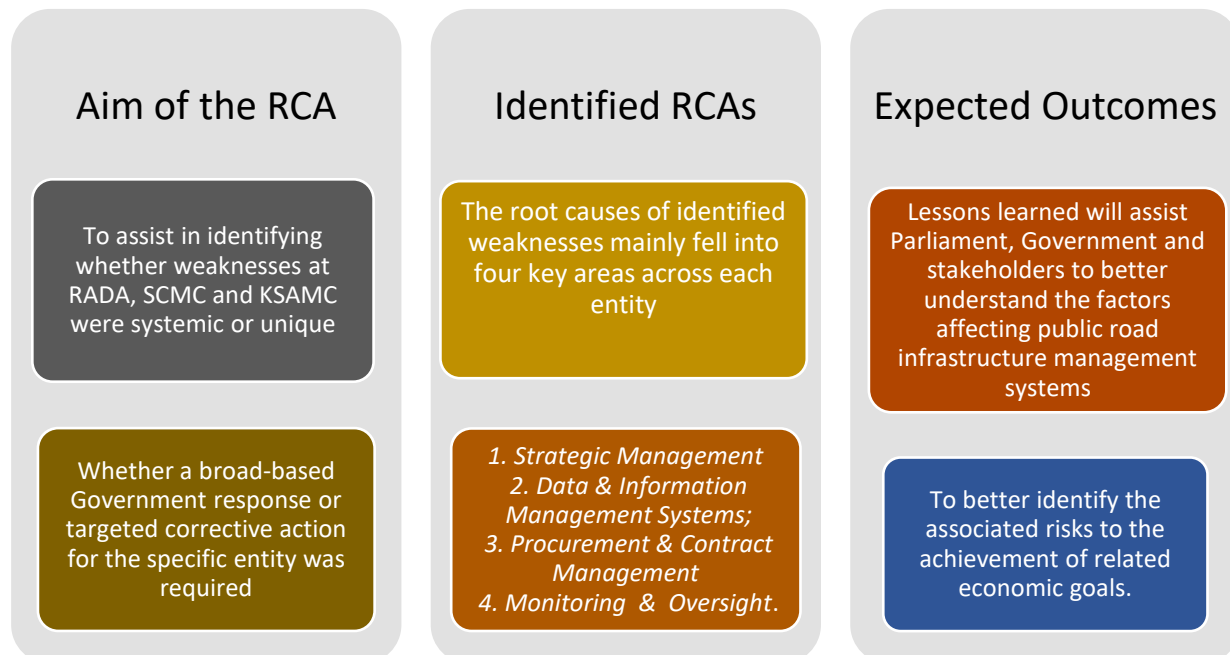 Aim of the RCA
To assist in identifying
whether weaknesses at
RADA, SCMC and KSAMC
were systemic or unique
Whether a broad-based
Government response or
targeted corrective action
for the specific entity was
required
Identified RCAs
The root causes of identified
weaknesses mainly fell into
four key areas across each
entity
1. Strategic Management
2. Data & Information
Management Systems;
3. Procurement & Contract
Management
4. Monitoring & Oversight.
Expected Outcomes
Lessons learned will assist
Parliament, Government and
stakeholders to better
understand the factors
affecting public road
infrastructure management
systems
To better identify the
associated risks to the
achievement of related
economic goals.